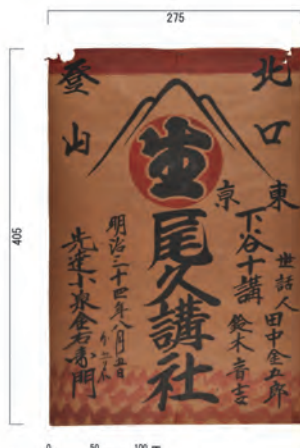 275
405
北口
登山
東京
下谷十講
世話人 田中金五郎
鈴木音吉
尾久講社
明治三十四年八月五日
先達小泉金右衛門
0 50 100